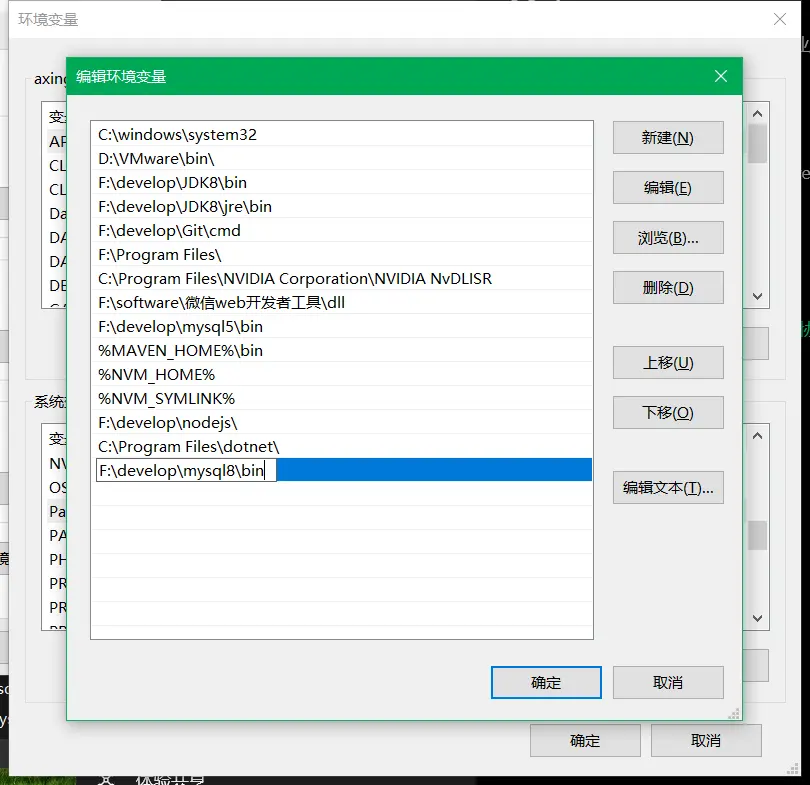 环境变量
axing
编辑环境变量
变
AP
CL
CL
Da
DA
DA
DE
C:\windows\system32
D:\VMware\bin\
F:\develop\JDK8\bin
F:\develop\JDK8\jre\bin
F:\develop\Git\cmd
F:\Program Files\
C:\Program Files\NVIDIA Corporation\NVIDIA NvDLISR
F:\software\微信web开发者工具\dll
F:\develop\mysql5\bin
%MAVEN_HOME%\bin
%NVM_HOME%
%NVM_SYMLINK%
F:\develop\nodejs\
C:\Program Files\dotnet\
F:\develop\mysql8\bin
新建(N)
编辑(E)
浏览(B)...
删除(D)
上移(U)
下移(O)
编辑文本(T)...
系统
变
NV
OS
Pa
PA
PH
PR
PR
确定
取消
确定
取消
体验共享